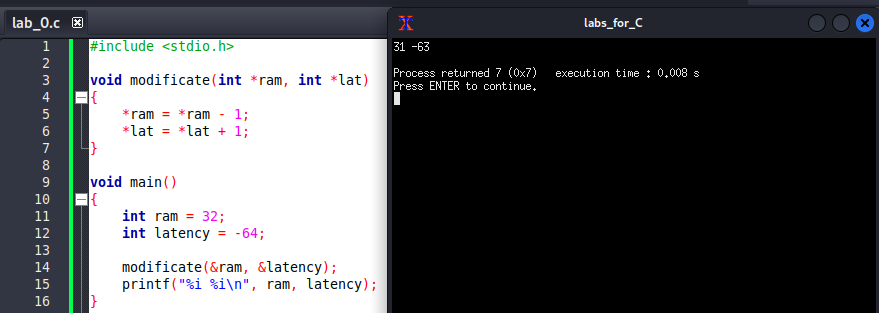 lab_0.c
1 #include <stdio.h>
2
3 void modificate(int *ram, int *lat)
4 {
5     *ram = *ram - 1;
6     *lat = *lat + 1;
7 }
8
9 void main()
10 {
11     int ram = 32;
12     int latency = -64;
13
14     modificate(&ram, &latency);
15     printf("%i %i\n", ram, latency);
16 }
labs_for_C
31 -63
Process returned 7 (0x7)   execution time : 0.008 s
Press ENTER to continue.